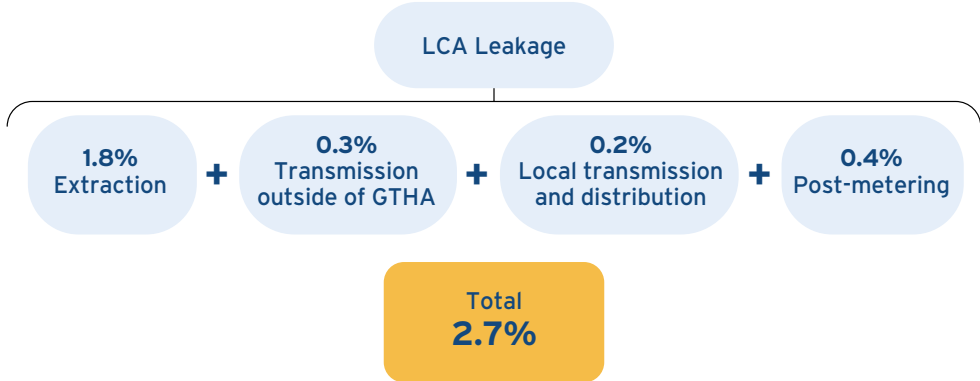 LCA Leakage
1.8%
Extraction
+
0.3%
Transmission
outside of GTHA
+
0.2%
Local transmission
and distribution
+
0.4%
Post-metering
Total
2.7%